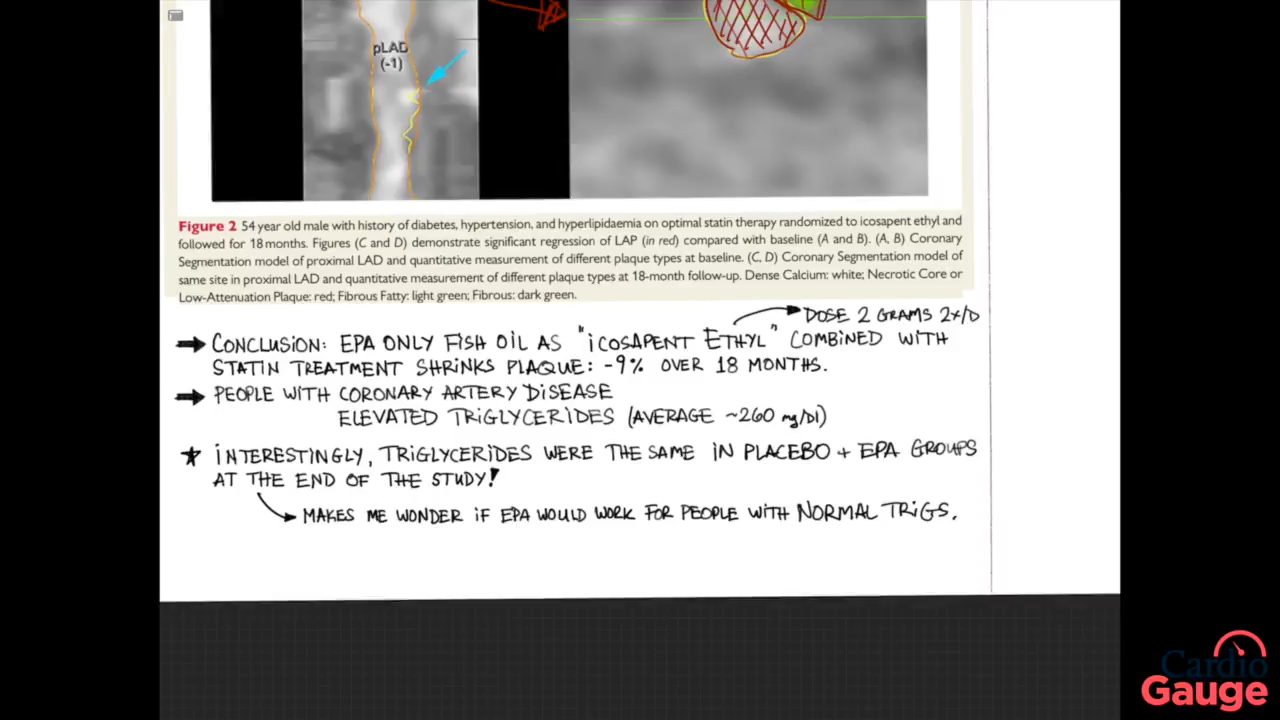 pLAD
(-1)
Figure 2 54 year old male with history of diabetes, hypertension, and hyperlipidaemia on optimal statin therapy randomized to icosapent ethyl and
followed for 18 months. Figures (C and D) demonstrate significant regression of LAP (in red) compared with baseline (A and B). (A, B) Coronary
Segmentation model of proximal LAD and quantitative measurement of different plaque types at baseline. (C, D) Coronary Segmentation model of
same site in proximal LAD and quantitative measurement of different plaque types at 18-month follow-up. Dense Calcium: white; Necrotic Core or
Low-Attenuation Plaque: red; Fibrous Fatty: light green; Fibrous: dark green.
DOSE 2 GRAMS 2x/D
CONCLUSION: EPA ONLY FISH OIL AS "iCOSAPENT ETHYL" COMBINED WITH
STATIN TREATMENT SHRINKS PLAQUE: -9% OVER 18 MONTHS.
PEOPLE WITH CORONARY ARTERY DISEASE
ELEVATED TRIGLYCERIDES (AVERAGE ~260 mg/Dl)
INTERESTINGLY, TRIGLYCERIDES WERE THE SAME IN PLACEBO + EPA GROUPS
AT THE END OF THE STUDY!
MAKES ME WONDER IF EPA WOULD WORK FOR PEOPLE WITH NORMAL TRIGS.
Cardio
Gauge